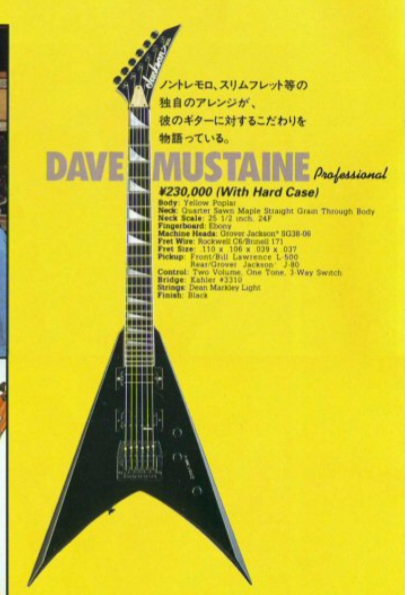 Jackson
ノントレモロ、スリムフレット等の
独自のアレンジが、
彼のギターに対するこだわりを
物語っている。
DAVE MUSTAINE Professional
¥230,000 (With Hard Case)
Body: Yellow Poplar
Neck: Quarter Sawn Maple Straight Grain Through Body
Neck Scale: 25 1/2 inch, 24F
Fingerboard: Ebony
Machine Heads: Grover Jackson® SG38-06
Fret Wire: Rockwell C6/Brinell 171
Fret Size: .110 x .106 x .039 x .037
Pickup: Front/Bill Lawrence L-500
Rear/Grover Jackson® J-80
Control: Two Volume, One Tone, 3-Way Switch
Bridge: Kahler #3310
Strings: Dean Markley Light
Finish: Black